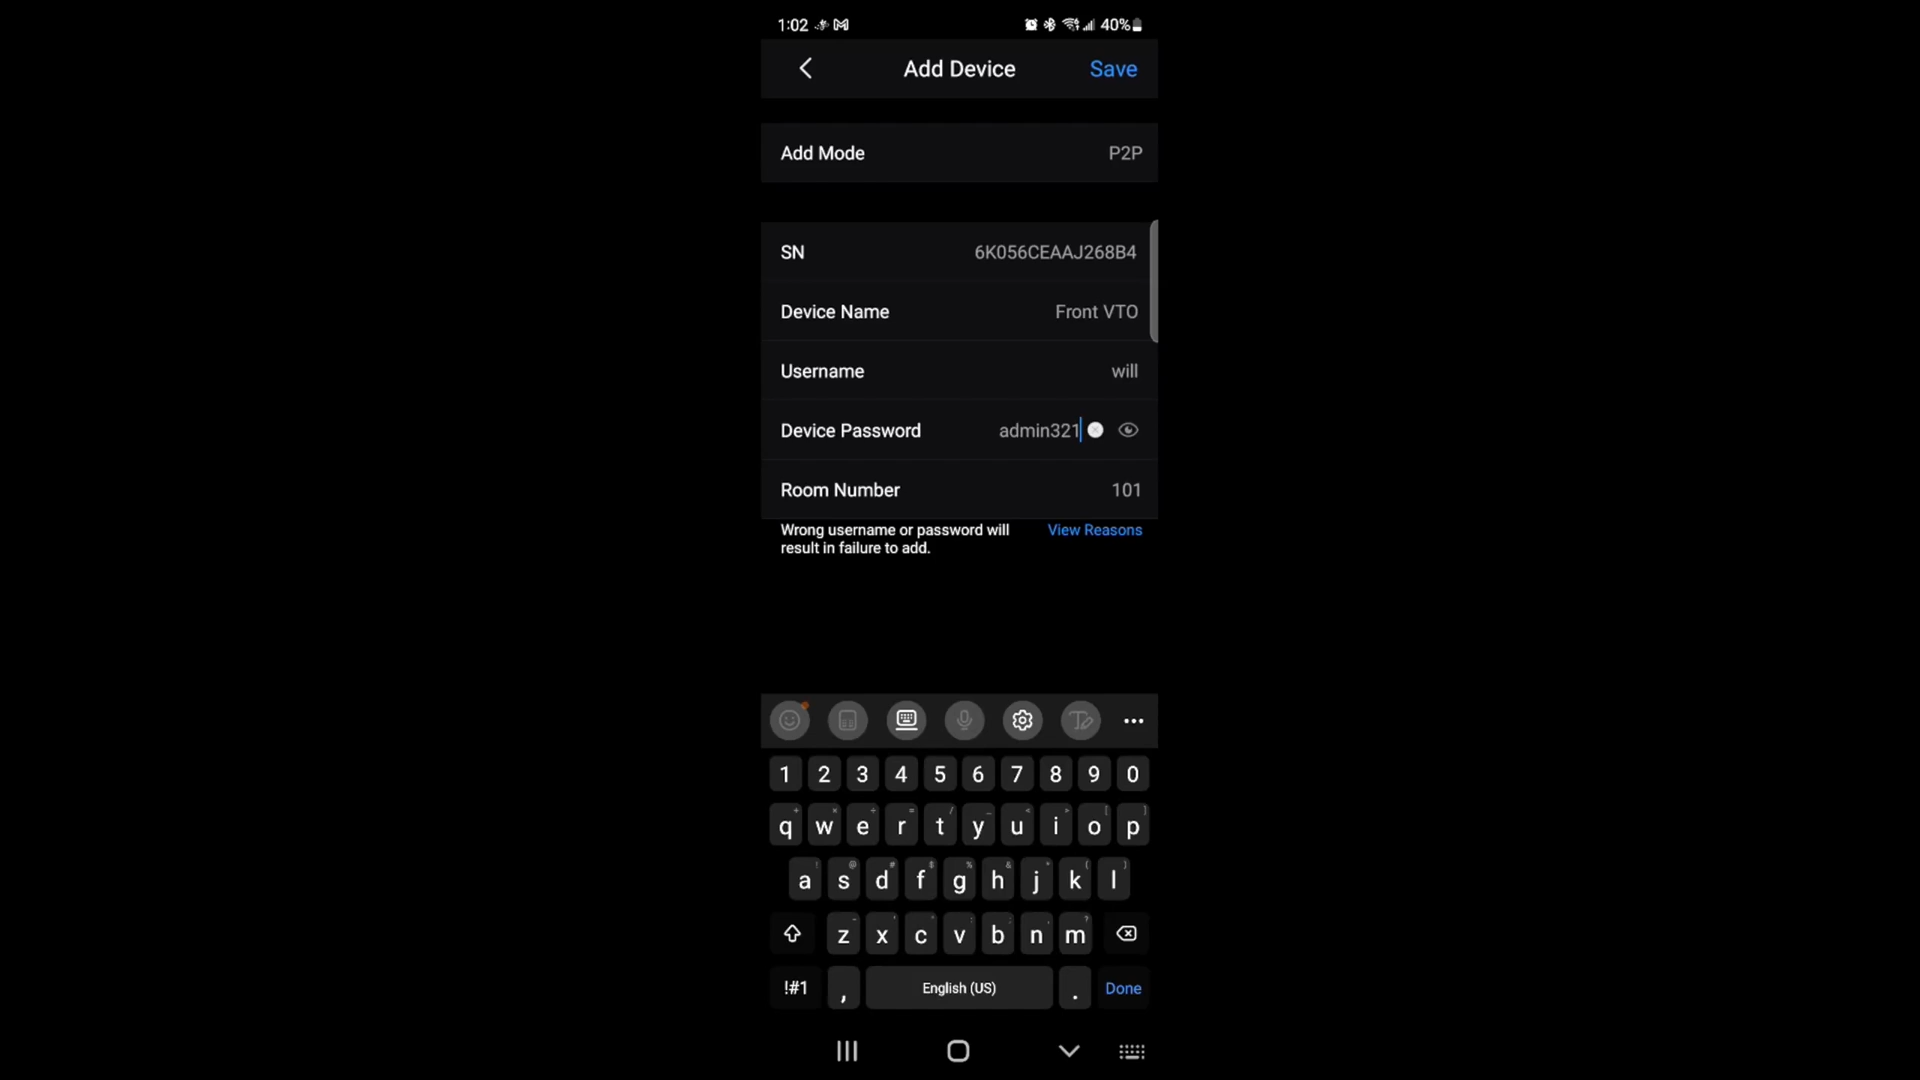 1:02 40%
Add Device Save
Add Mode P2P
SN 6K056CEAAJ268B4
Device Name Front VTO
Username will
Device Password admin321
Room Number 101
Wrong username or password will View Reasons
result in failure to add.
1 2 3 4 5 6 7 8 9 0
q w e r t y u i o p
a s d f g h j k l
z x c v b n m
!#1 , English (US) . Done